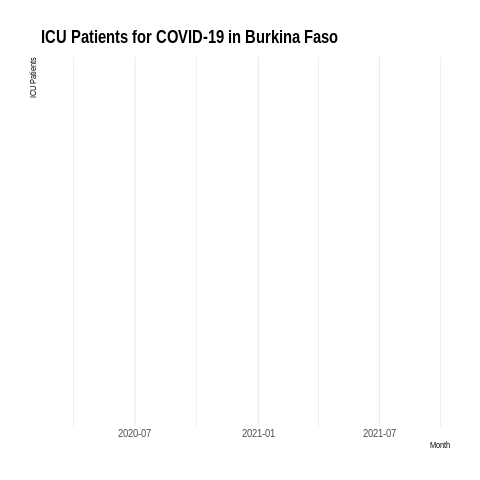 ICU Patients for COVID-19 in Burkina Faso
ICU Patients
2020-07 2021-01 2021-07
Month